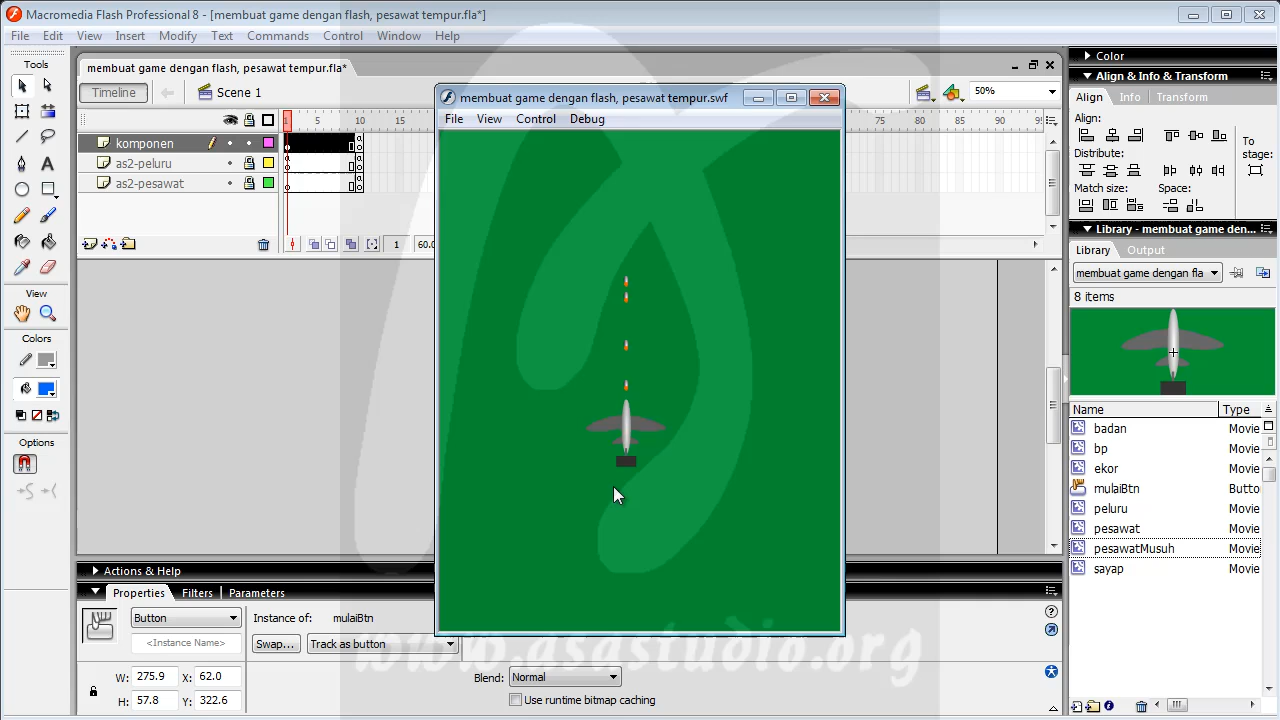 Macromedia Flash Professional 8 - [membuat game dengan flash, pesawat tempur.fla*]
File Edit View Insert Modify Text Commands Control Window Help
Tools
View
Colors
Options
membuat game dengan flash, pesawat tempur.fla*
Timeline Scene 1 50%
1 5 10 15 75 80 85 90 95
komponen
as2-peluru
as2-pesawat
1 60.
membuat game dengan flash, pesawat tempur.swf
File View Control Debug
Color
Align & Info & Transform
Align Info Transform
Align:
Distribute:
Match size: Space:
To stage:
Library - membuat game den...
Library Output
membuat game dengan fla
8 items
Name Type
badan Movie
bp Movie
ekor Movie
mulaiBtn Butto
peluru Movie
pesawat Movie
pesawatMusuh Movie
sayap Movie
Actions & Help
Properties Filters Parameters
Button Instance of: mulaiBtn
<Instance Name> Swap... Track as button
W: 275.9 X: 62.0 Blend: Normal
H: 57.8 Y: 322.6 Use runtime bitmap caching
www.asastudio.org